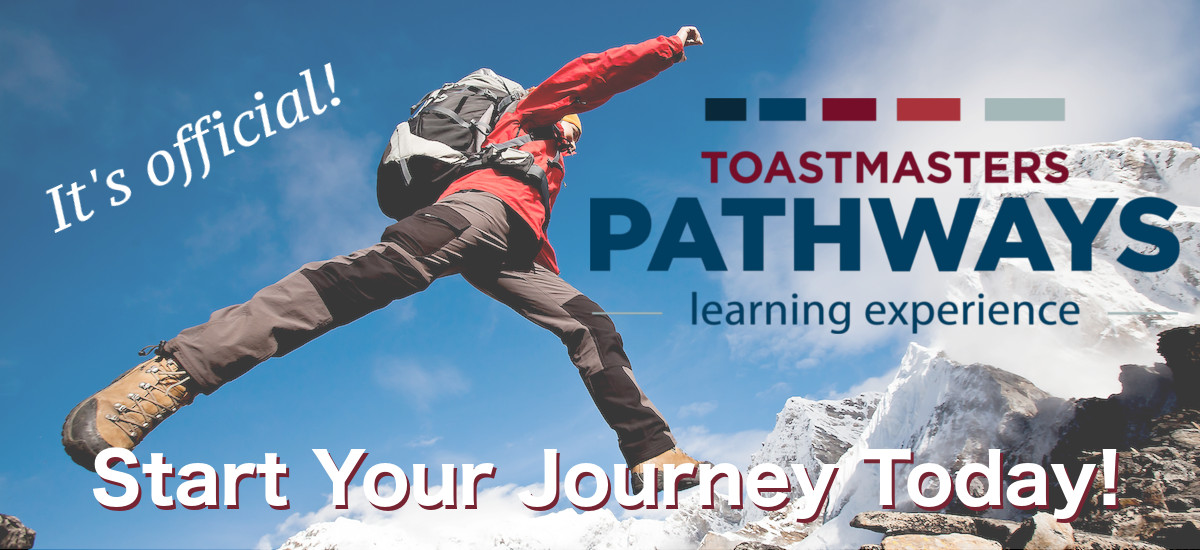 It's official!
TOASTMASTERS
PATHWAYS
learning experience
Start Your Journey Today!